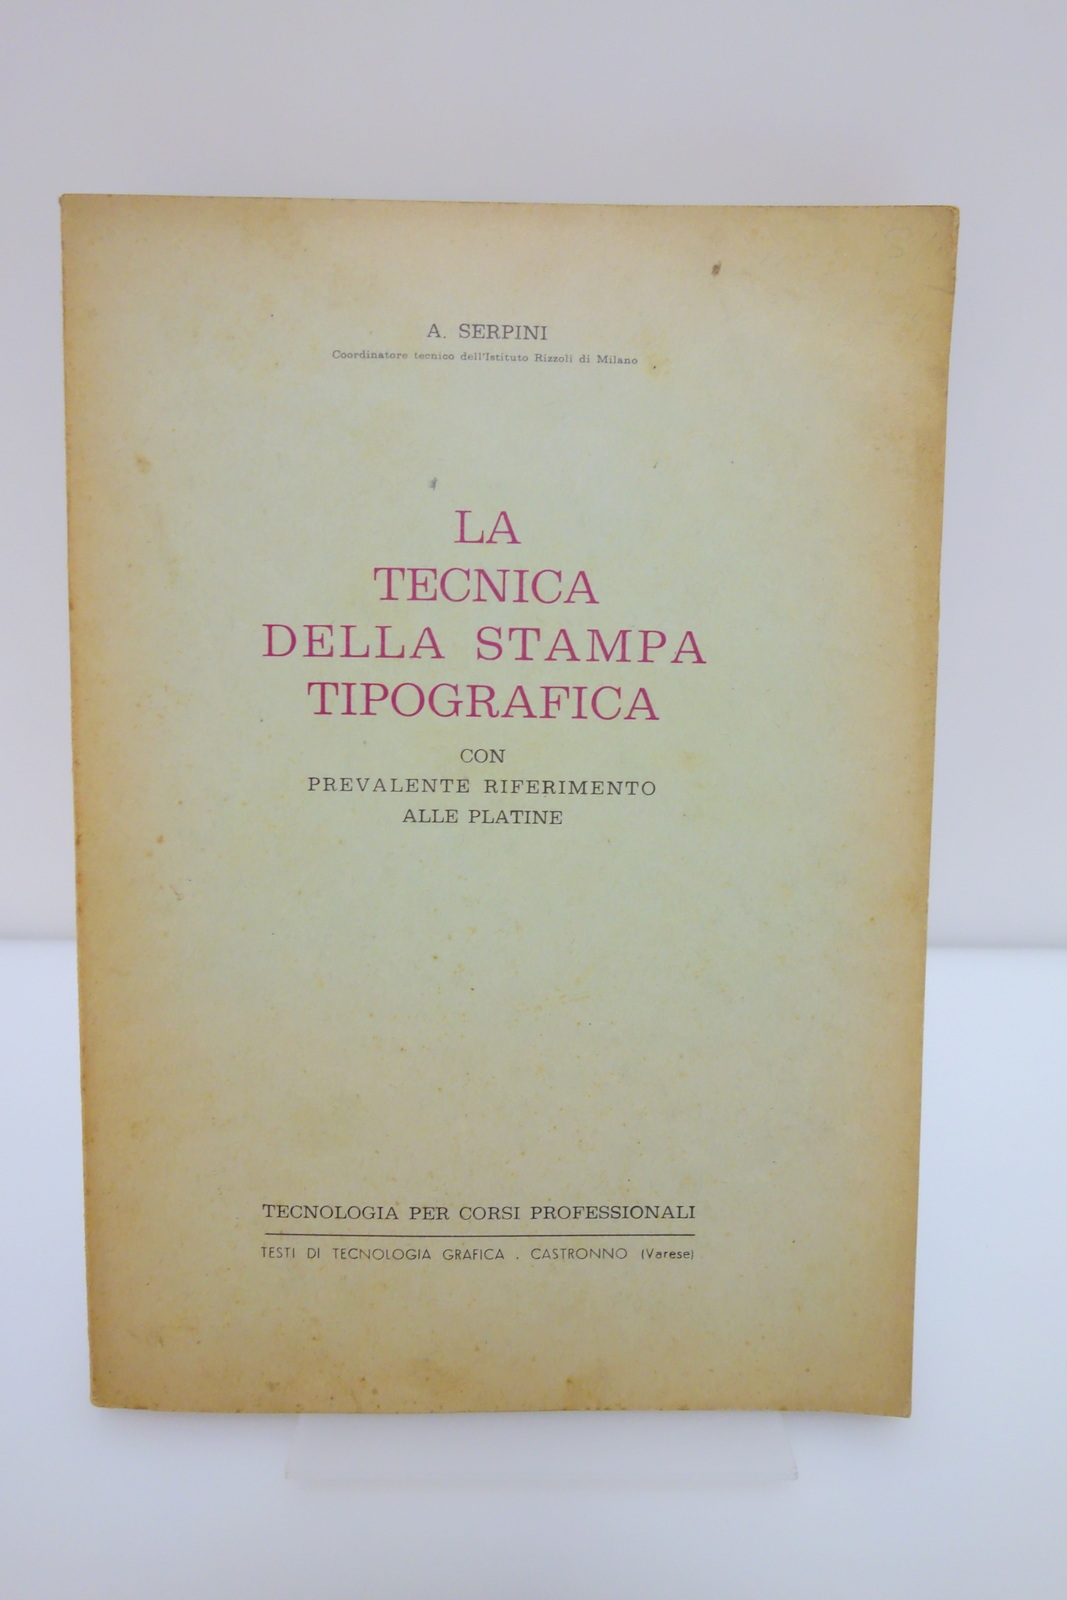 A. SERPINI
Coordinatore tecnico dell'Istituto Rizzoli di Milano
LA
TECNICA
DELLA STAMPA
TIPOGRAFICA
CON
PREVALENTE RIFERIMENTO
ALLE PLATINE
TECNOLOGIA PER CORSI PROFESSIONALI
TESTI DI TECNOLOGIA GRAFICA . CASTRONNO (Varese)